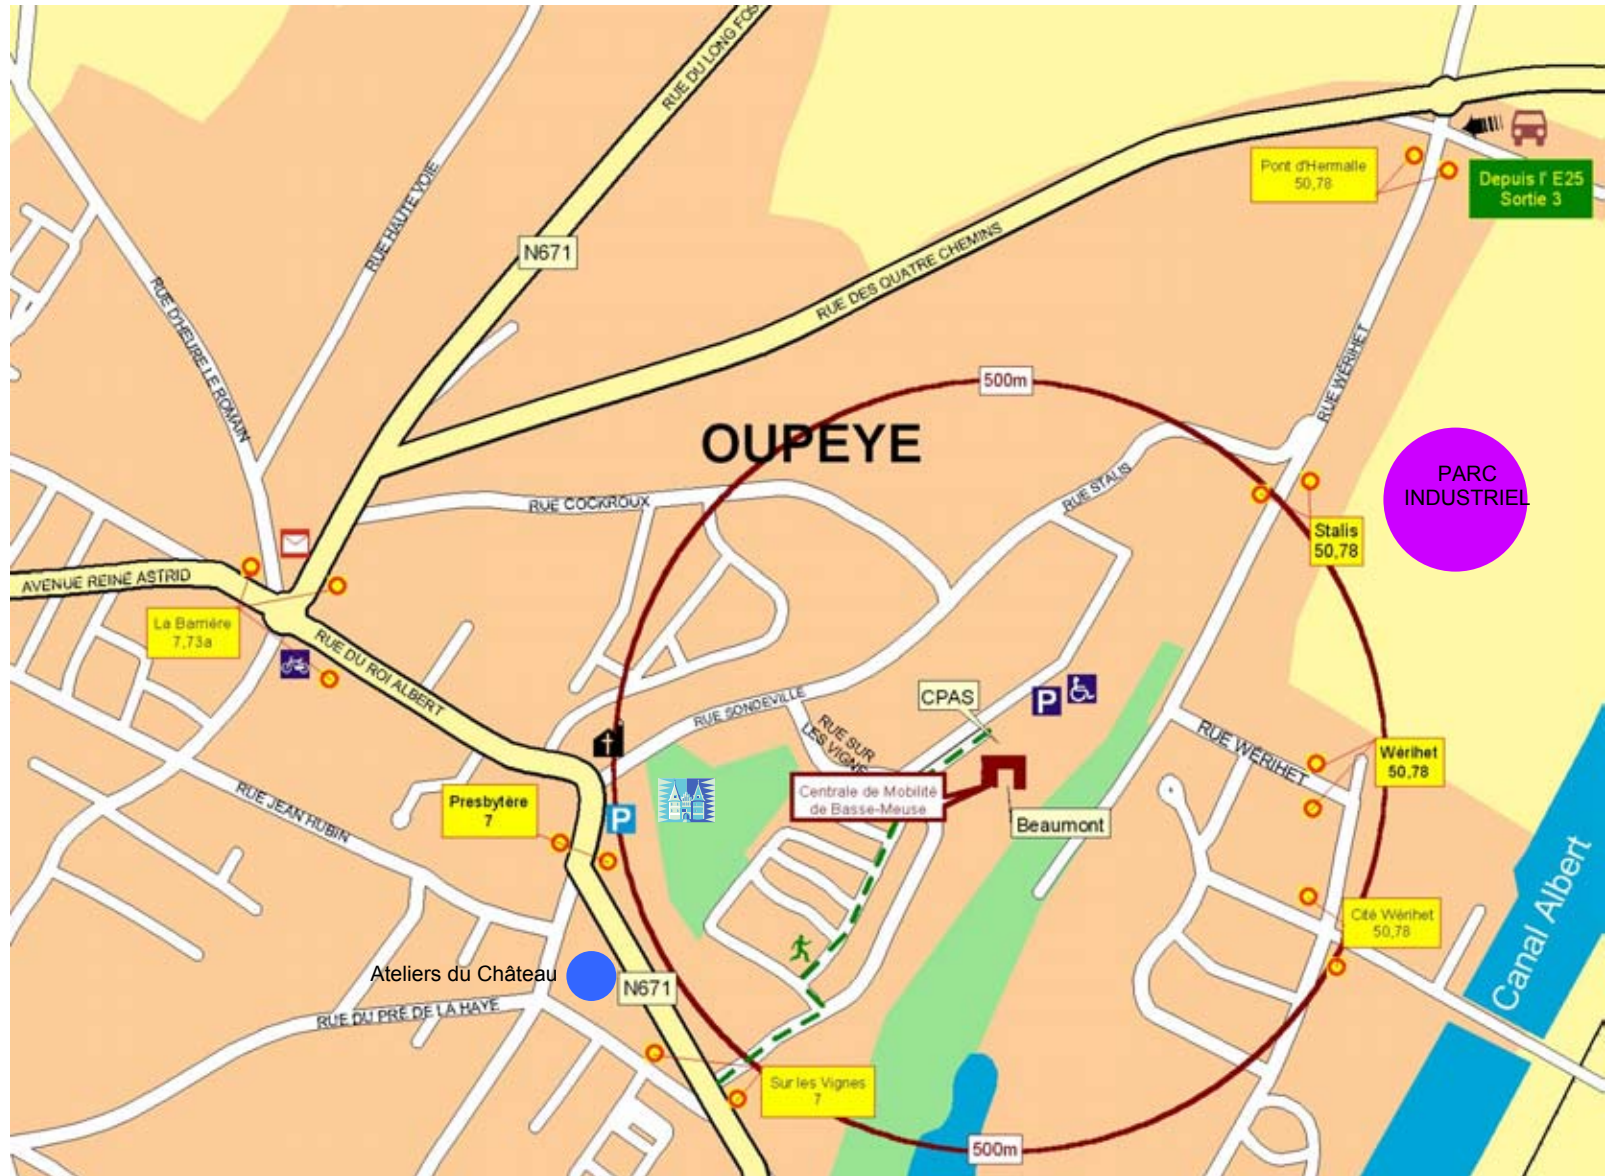 RUE DU LONG FOS
RUE HAUTE VOIE
N671
RUE DES QUATRE CHEMINS
Pont d'Hermalle
50,78
Depuis l' E25
Sortie 3
RUE D'HEURE LE ROMAIN
RUE WÉRIHET
500m
OUPEYE
RUE STALIS
PARC
INDUSTRIEL
RUE COCKROUX
Stalis
50,78
AVENUE REINE ASTRID
La Barrière
7,73a
RUE DU ROI ALBERT
RUE SONDEVILLE
CPAS
P
RUE SUR
LES VIGNE
RUE WÉRIHET
Wérihet
50,78
Centrale de Mobilité
de Basse-Meuse
Beaumont
RUE JEAN HUBIN
Presbytère
7
P
Cité Wérihet
50,78
Canal Albert
Ateliers du Château
N671
RUE DU PRÉ DE LA HAYE
Sur les Vignes
7
500m